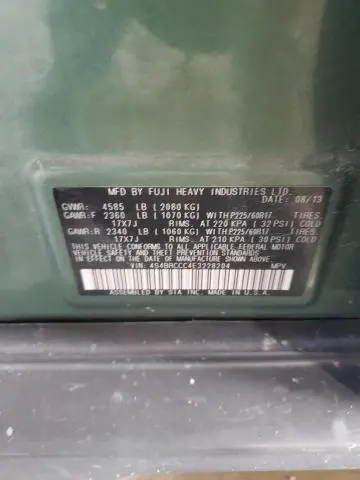 MFD BY FUJI HEAVY INDUSTRIES LTD.
DATE: 08/13
GVWR: 4585 LB (2080 KG)
GAWR:F 2360 LB (1070 KG) WITH P225/60R17
17X7J RIMS, AT 220 KPA (32 PSI) COLD
TIRES,
GAWR:R 2340 LB (1060 KG) WITH P225/60R17
17X7J RIMS, AT 210 KPA (30 PSI) COLD
TIRES,
THIS VEHICLE CONFORMS TO ALL APPLICABLE FEDERAL MOTOR
VEHICLE SAFETY AND BUMPER STANDARDS IN EFFECT ON THE
DATE OF MANUFACTURE SHOWN ABOVE.
VIN: 4S4BRCCC4E3228204 MPV
ASSEMBLED BY SIA INC. MADE IN U.S.A.